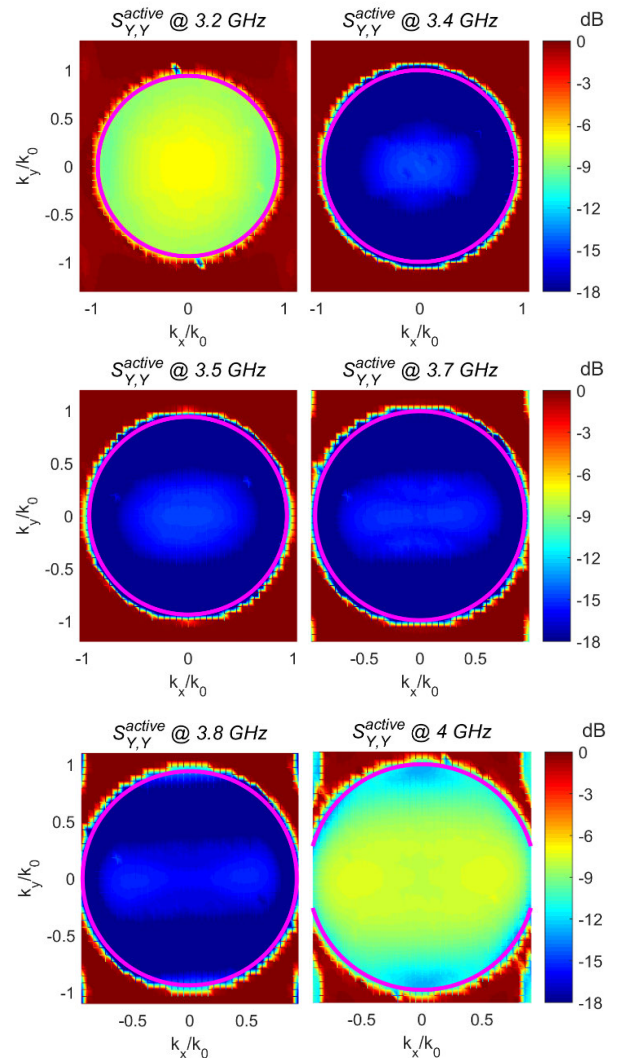 S_{Y,Y}^{active} @ 3.2 GHz S_{Y,Y}^{active} @ 3.4 GHz dB
1 0
0.5 -3
0 -6
-0.5 -9
-1 -12
-15
-18
k_y/k_0
-1 0 1 -1 0 1
k_x/k_0 k_x/k_0
S_{Y,Y}^{active} @ 3.5 GHz S_{Y,Y}^{active} @ 3.7 GHz dB
1 0
0.5 -3
0 -6
-0.5 -9
-1 -12
-15
-18
k_y/k_0
-1 0 1 -0.5 0 0.5
k_x/k_0 k_x/k_0
S_{Y,Y}^{active} @ 3.8 GHz S_{Y,Y}^{active} @ 4 GHz dB
1 0
0.5 -3
0 -6
-0.5 -9
-1 -12
-15
-18
k_y/k_0
-0.5 0 0.5 -0.5 0 0.5
k_x/k_0 k_x/k_0